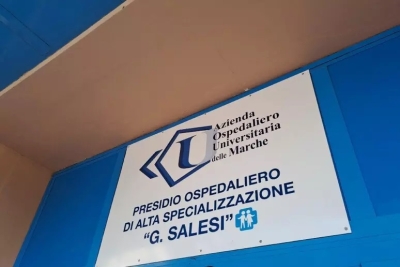 Azienda
Ospedaliero
Universitaria
delle Marche
PRESIDIO OSPEDALIERO
DI ALTA SPECIALIZZAZIONE
"G. SALESI"